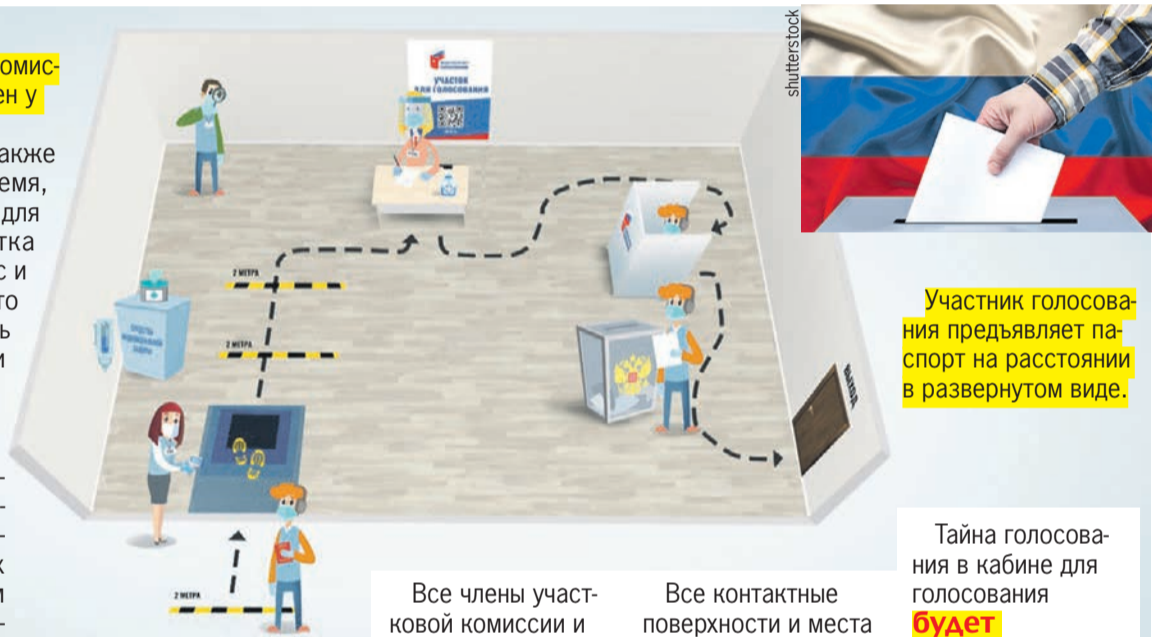 омис-
ен у
акже
емя,
для
тка
с и
то
ь
и
-
-
-
х
и
-
УЧАСТОК
ДЛЯ ГОЛОСОВАНИЯ
2 МЕТРА
2 МЕТРА
2 МЕТРА
ВЫХОД
shutterstock
Участник голосова-
ния предъявляет па-
спорт на расстоянии
в развернутом виде.
Все члены участ-
ковой комиссии и
Все контактные
поверхности и места
Тайна голосова-
ния в кабине для
голосования
будет